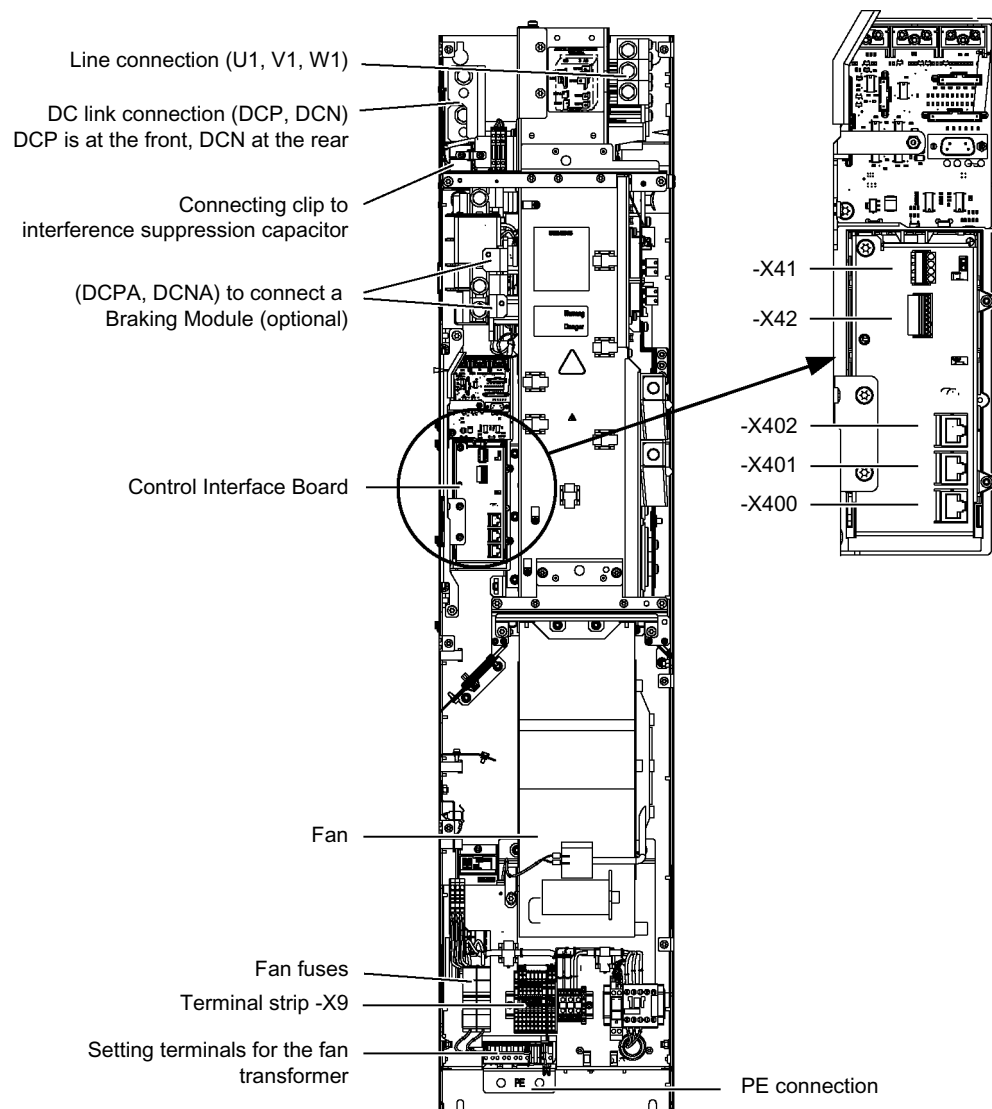 Line connection (U1, V1, W1)
DC link connection (DCP, DCN)
DCP is at the front, DCN at the rear
Connecting clip to
interference suppression capacitor
(DCPA, DCNA) to connect a
Braking Module (optional)
Control Interface Board
Fan
Fan fuses
Terminal strip -X9
Setting terminals for the fan
transformer
PE connection
-X41
-X42
-X402
-X401
-X400
Danger
PE